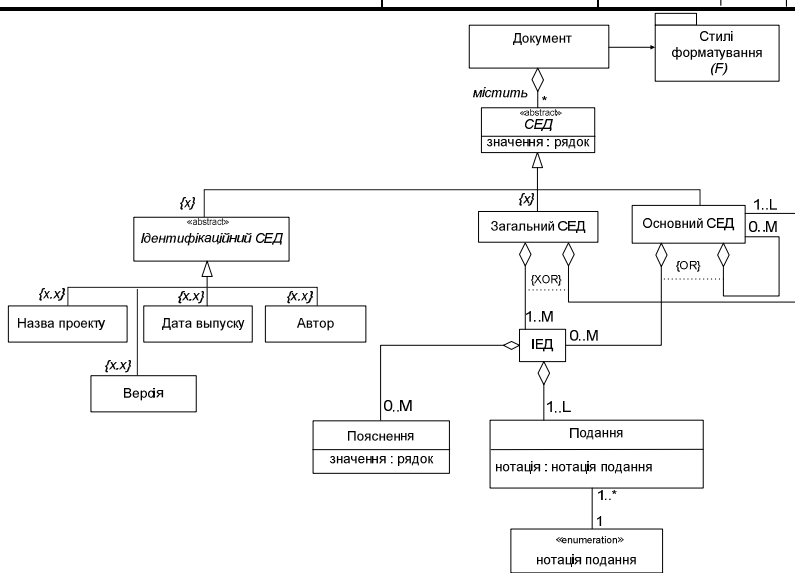 Документ
Стилі
форматування
(F)
містить
*
«abstract»
СЕД
значення : рядок
{x}
{x}
1..L
«abstract»
Ідентифікаційний СЕД
Загальний СЕД
Основний СЕД
0..M
{XOR}
{OR}
{x.x}
{x.x}
{x.x}
Назва проекту
Дата выпуску
Автор
1..M
ІЕД
0..M
{x.x}
Версія
0..M
1..L
Пояснення
значення : рядок
Подання
нотація : нотація подання
1..*
1
«enumeration»
нотація подання